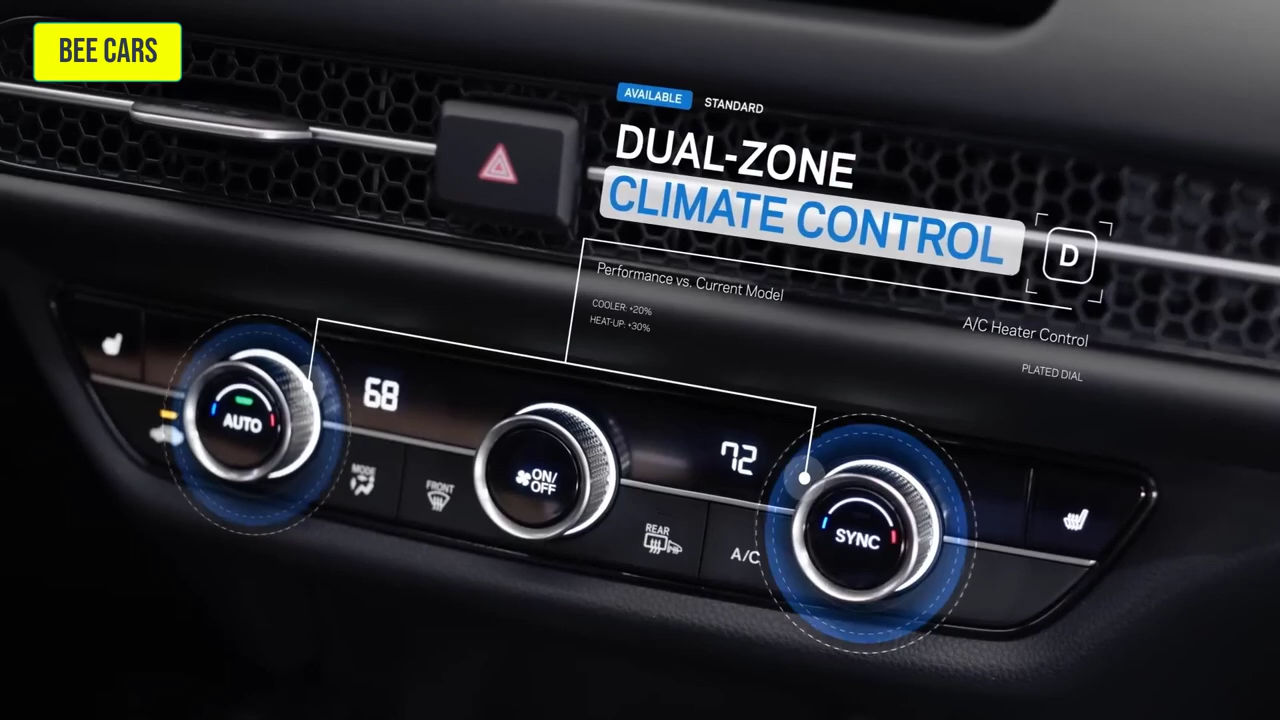 BEE CARS
AVAILABLE STANDARD
DUAL-ZONE
CLIMATE CONTROL
D
Performance vs. Current Model
COOLER: +20%
HEAT-UP: +30%
A/C Heater Control
PLATED DIAL
AUTO
68
MODE
FRONT
ON/
OFF
72
REAR
A/C
SYNC